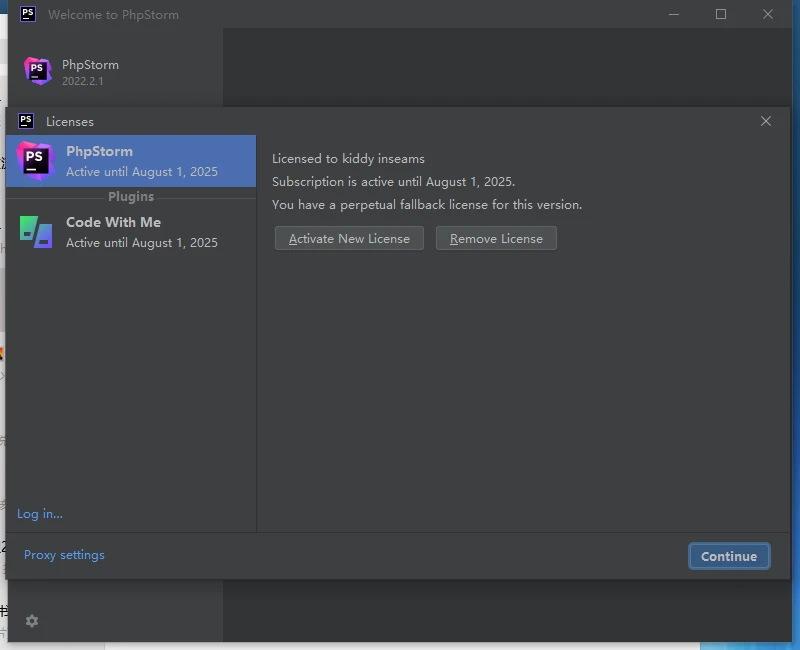 PS Welcome to PhpStorm
PS
PhpStorm
2022.2.1
PS Licenses
PS
PhpStorm
Active until August 1, 2025
Plugins
Code With Me
Active until August 1, 2025
Licensed to kiddy inseams
Subscription is active until August 1, 2025.
You have a perpetual fallback license for this version.
Activate New License Remove License
Log in...
Proxy settings
Continue